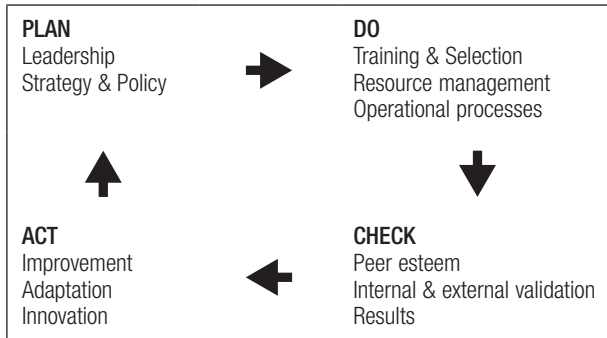 PLAN
Leadership
Strategy & Policy
DO
Training & Selection
Resource management
Operational processes
ACT
Improvement
Adaptation
Innovation
CHECK
Peer esteem
Internal & external validation
Results